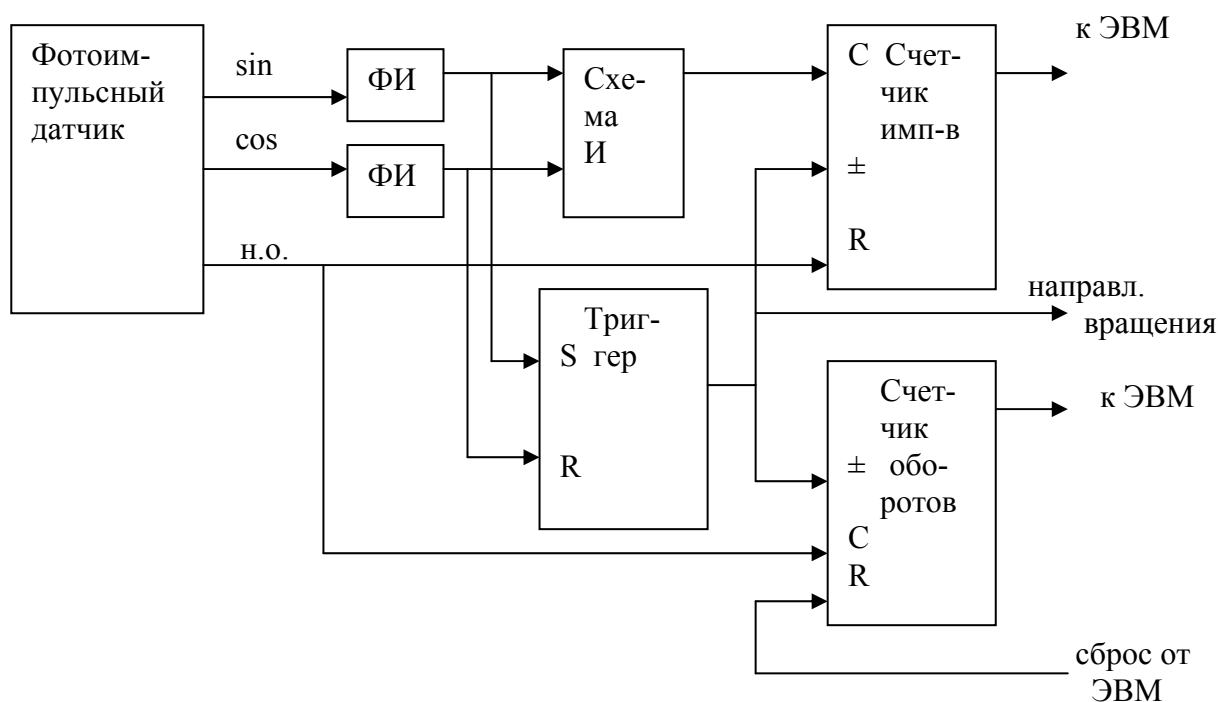 Фотоим-
пульсный
датчик
sin
cos
н.о.
ФИ
ФИ
Схе-
ма
И
Триг-
S гер
R
C Счет-
чик
имп-в
±
R
к ЭВМ
направл.
вращения
Счет-
чик
± обо-
ротов
C
R
к ЭВМ
сброс от
ЭВМ